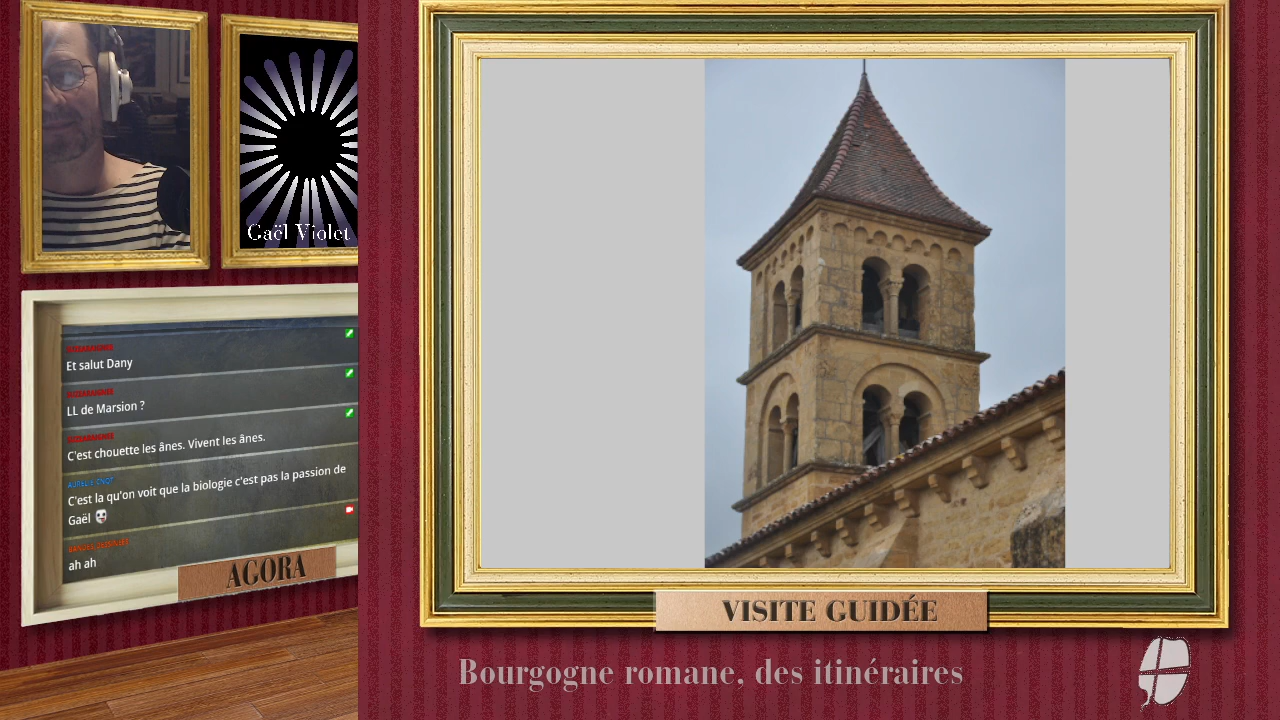 Gaël Violet
Et salut Dany
LL de Marsion ?
C'est chouette les ânes. Vivent les ânes.
C'est la qu'on voit que la biologie c'est pas la passion de
Gaël
ah ah
AGORA
VISITE GUIDÉE
Bourgogne romane, des itinéraires